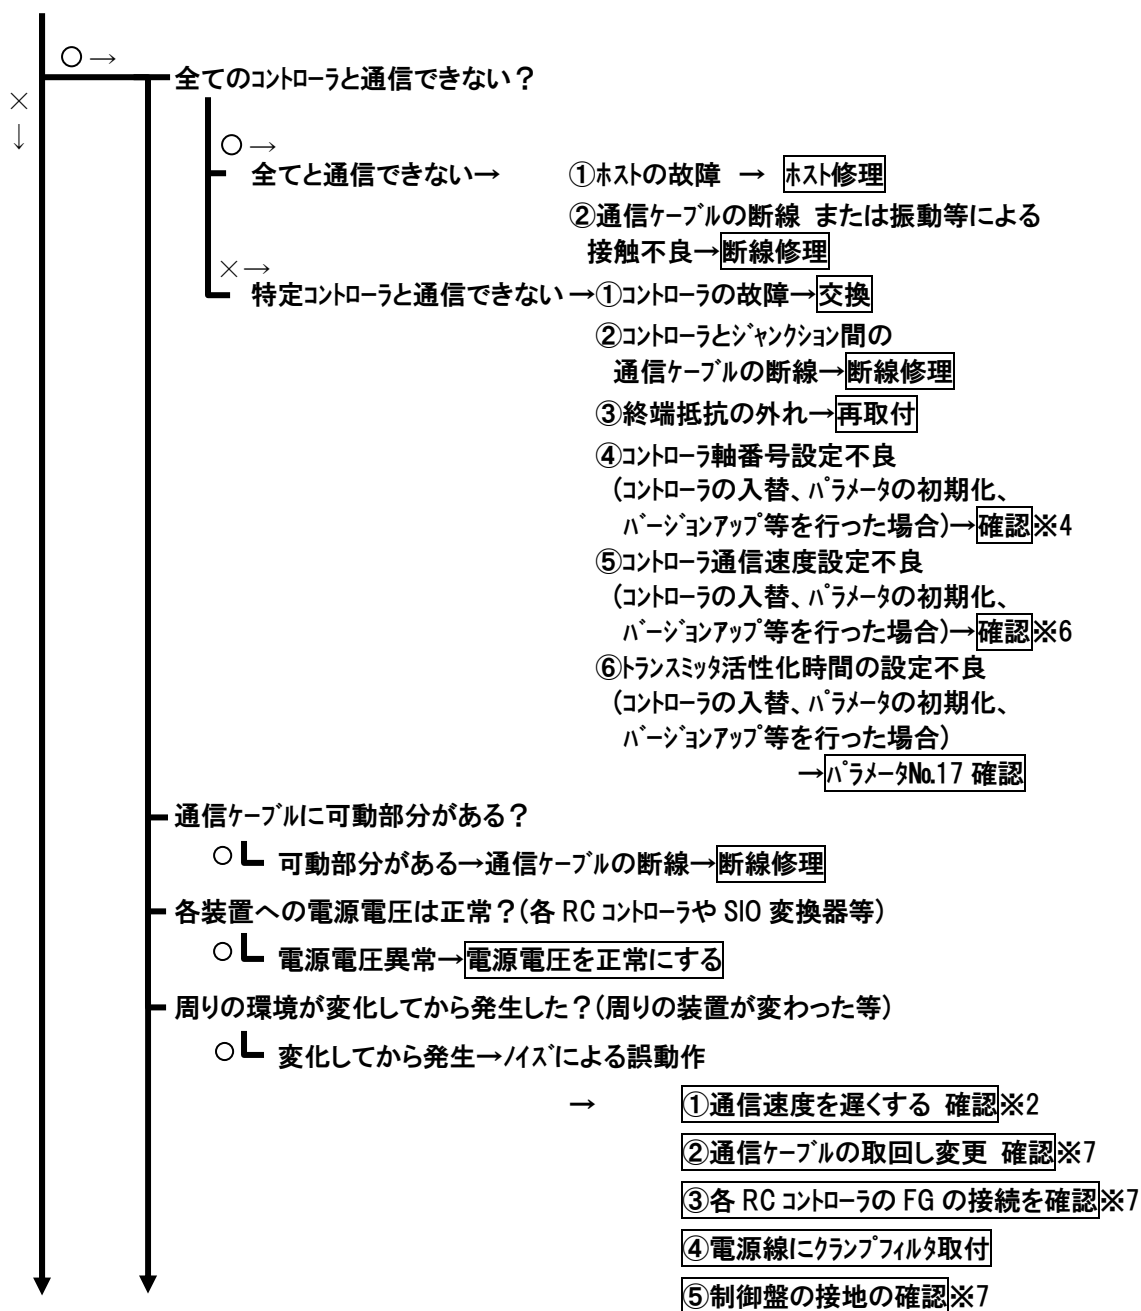 ○→
全てのｺﾝﾄﾛｰﾗと通信できない？
×
↓
○→
全てと通信できない→ ①ﾎｽﾄの故障 → ﾎｽﾄ修理
②通信ｹｰﾌﾞﾙの断線 または振動等による
接触不良→断線修理
×→
特定ｺﾝﾄﾛｰﾗと通信できない→①ｺﾝﾄﾛｰﾗの故障→交換
②ｺﾝﾄﾛｰﾗとｼﾞｬﾝｸｼｮﾝ間の
通信ｹｰﾌﾞﾙの断線→断線修理
③終端抵抗の外れ→再取付
④ｺﾝﾄﾛｰﾗ軸番号設定不良
(ｺﾝﾄﾛｰﾗの入替、ﾊﾟﾗﾒｰﾀの初期化、
ﾊﾞｰｼﾞｮﾝｱｯﾌﾟ等を行った場合)→確認※4
⑤ｺﾝﾄﾛｰﾗ通信速度設定不良
(ｺﾝﾄﾛｰﾗの入替、ﾊﾟﾗﾒｰﾀの初期化、
ﾊﾞｰｼﾞｮﾝｱｯﾌﾟ等を行った場合)→確認※6
⑥ﾄﾗﾝｽﾐｯﾀ活性化時間の設定不良
(ｺﾝﾄﾛｰﾗの入替、ﾊﾟﾗﾒｰﾀの初期化、
ﾊﾞｰｼﾞｮﾝｱｯﾌﾟ等を行った場合)
→ﾊﾟﾗﾒｰﾀNo.17 確認
通信ｹｰﾌﾞﾙに可動部分がある？
○ 可動部分がある→通信ｹｰﾌﾞﾙの断線→断線修理
各装置への電源電圧は正常？(各 RC ｺﾝﾄﾛｰﾗや SIO 変換器等)
○ 電源電圧異常→電源電圧を正常にする
周りの環境が変化してから発生した？(周りの装置が変わった等)
○ 変化してから発生→ﾉｲｽﾞによる誤動作
→ ①通信速度を遅くする 確認※2
②通信ｹｰﾌﾞﾙの取回し変更 確認※7
③各 RC ｺﾝﾄﾛｰﾗの FG の接続を確認※7
④電源線にｸﾗﾝﾌﾟﾌｨﾙﾀ取付
⑤制御盤の接地の確認※7